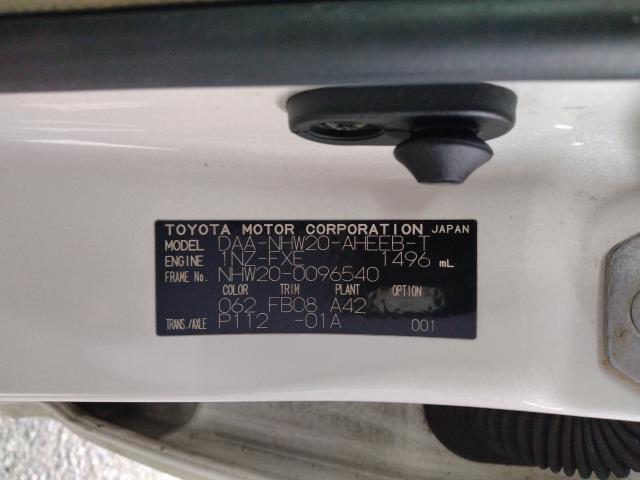 TOYOTA MOTOR CORPORATION JAPAN
MODEL DAA-NHW20-AHEEB-T
ENGINE 1NZ-FXE 1496 mL
FRAME No. NHW20-0096540
COLOR TRIM PLANT OPTION
062 FB08 A42
TRANS./AXLE P112 -01A 001